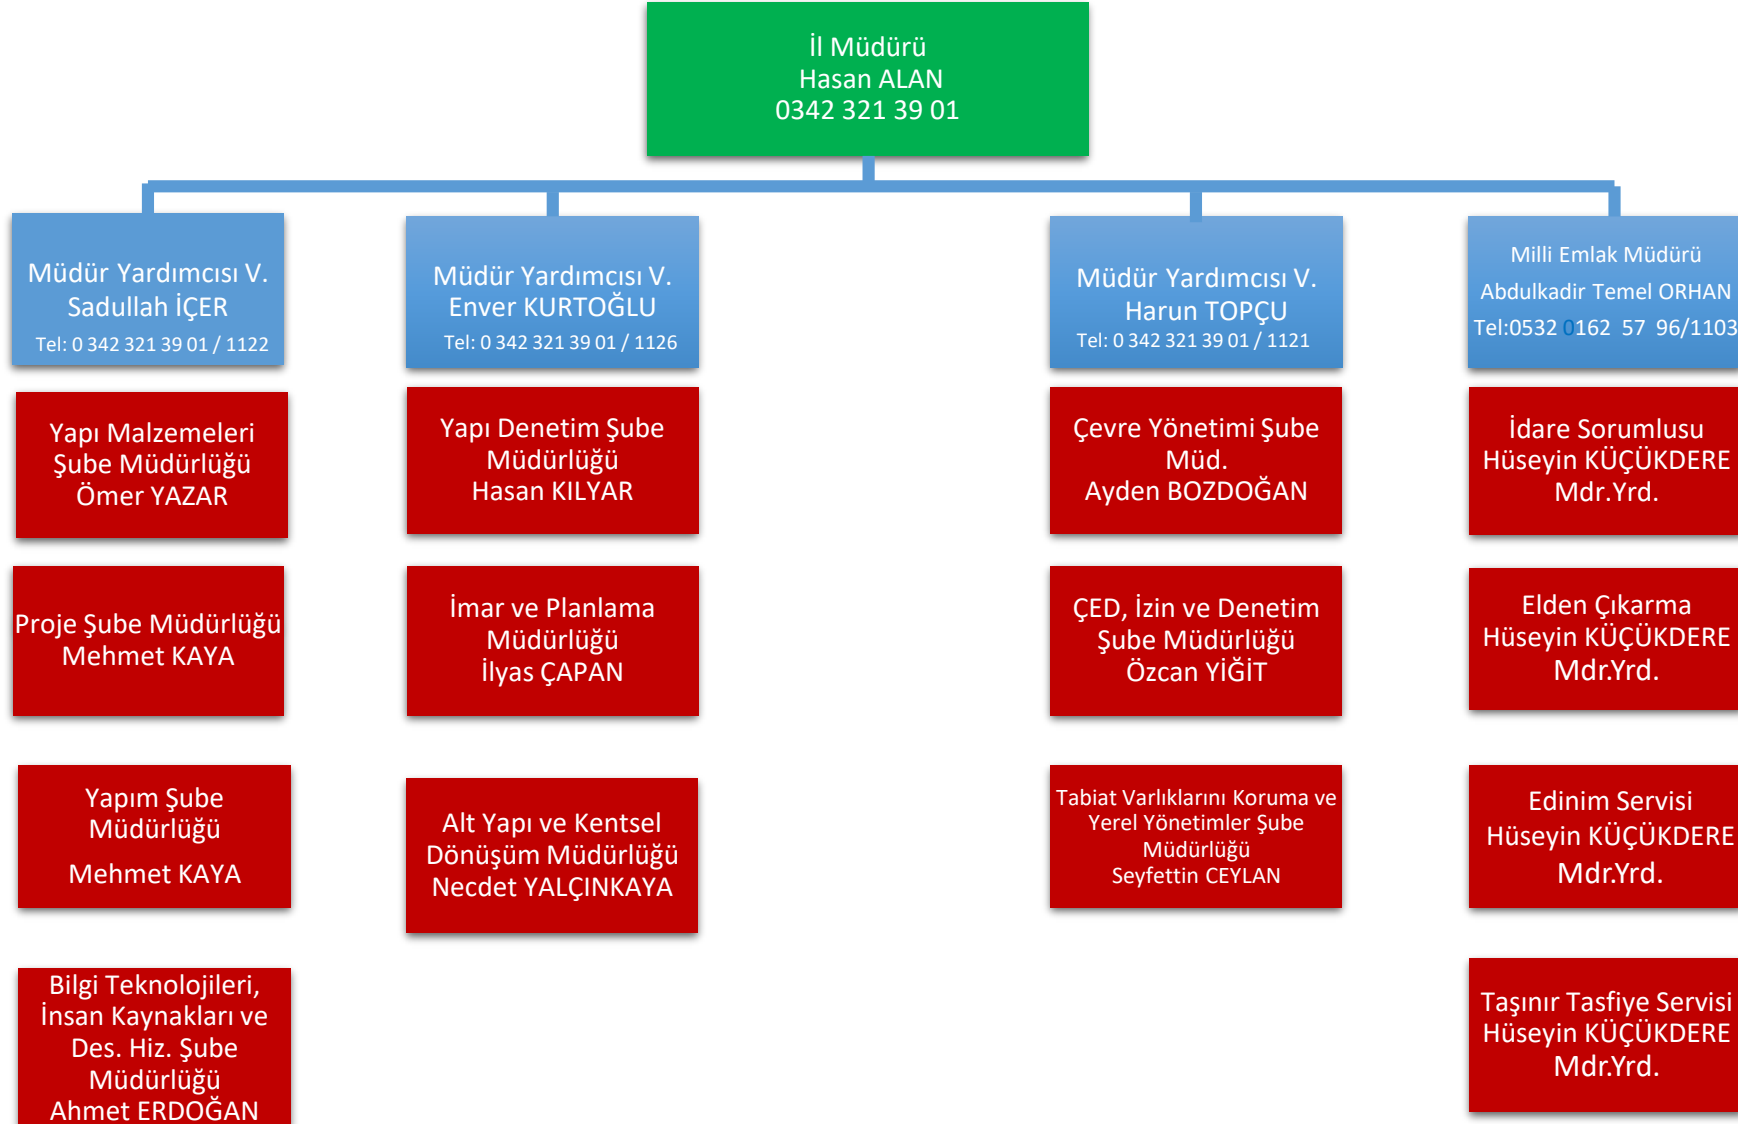 İl Müdürü
Hasan ALAN
0342 321 39 01
Müdür Yardımcısı V.
Sadullah İÇER
Tel: 0 342 321 39 01 / 1122
Müdür Yardımcısı V.
Enver KURTOĞLU
Tel: 0 342 321 39 01 / 1126
Müdür Yardımcısı V.
Harun TOPÇU
Tel: 0 342 321 39 01 / 1121
Milli Emlak Müdürü
Abdulkadir Temel ORHAN
Tel:0532 0162 57 96/1103
Yapı Malzemeleri
Şube Müdürlüğü
Ömer YAZAR
Yapı Denetim Şube
Müdürlüğü
Hasan KILYAR
Çevre Yönetimi Şube
Müd.
Ayden BOZDOĞAN
İdare Sorumlusu
Hüseyin KÜÇÜKDERE
Mdr.Yrd.
Proje Şube Müdürlüğü
Mehmet KAYA
İmar ve Planlama
Müdürlüğü
İlyas ÇAPAN
ÇED, İzin ve Denetim
Şube Müdürlüğü
Özcan YİĞİT
Elden Çıkarma
Hüseyin KÜÇÜKDERE
Mdr.Yrd.
Yapım Şube
Müdürlüğü
Mehmet KAYA
Alt Yapı ve Kentsel
Dönüşüm Müdürlüğü
Necdet YALÇINKAYA
Tabiat Varlıklarını Koruma ve
Yerel Yönetimler Şube
Müdürlüğü
Seyfettin CEYLAN
Edinim Servisi
Hüseyin KÜÇÜKDERE
Mdr.Yrd.
Bilgi Teknolojileri,
İnsan Kaynakları ve
Des. Hiz. Şube
Müdürlüğü
Ahmet ERDOĞAN
Taşınır Tasfiye Servisi
Hüseyin KÜÇÜKDERE
Mdr.Yrd.